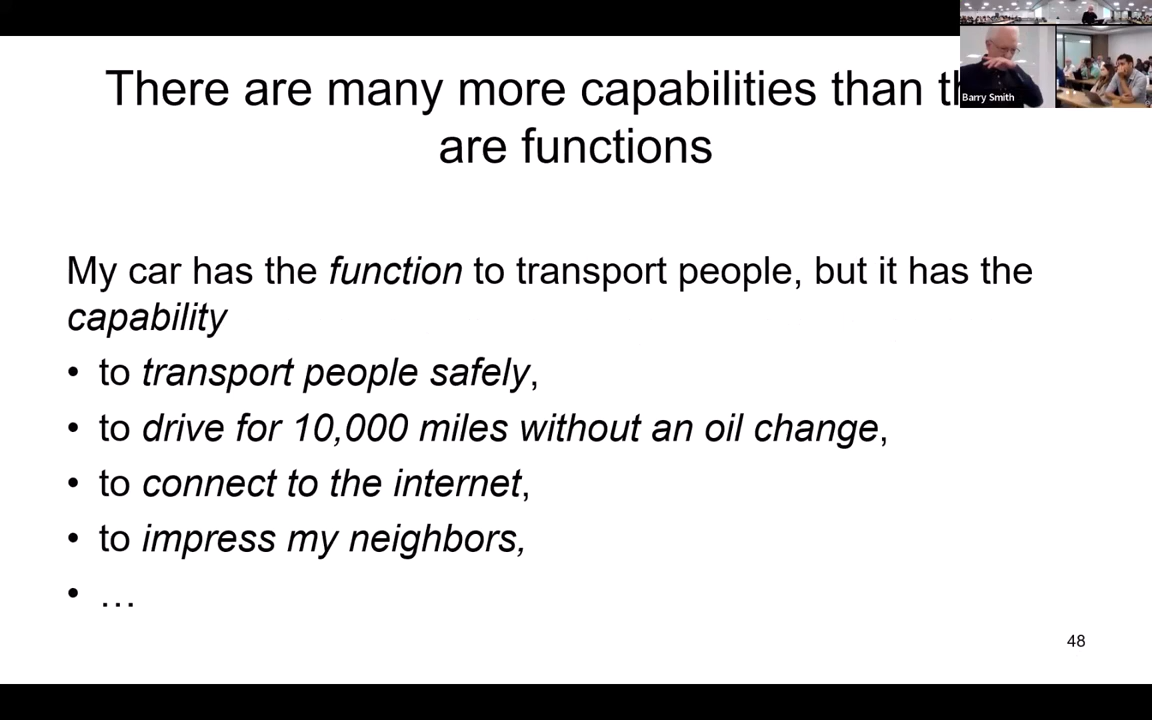 There are many more capabilities than
are functions
Barry Smith
My car has the function to transport people, but it has the
capability
• to transport people safely,
• to drive for 10,000 miles without an oil change,
• to connect to the internet,
• to impress my neighbors,
• …
48